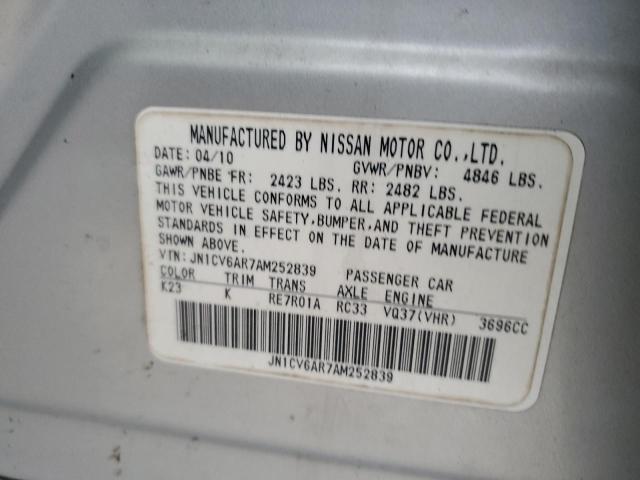 MANUFACTURED BY NISSAN MOTOR CO.,LTD.
DATE: 04/10 GVWR/PNBV: 4846 LBS.
GAWR/PNBE FR: 2423 LBS. RR: 2482 LBS.
THIS VEHICLE CONFORMS TO ALL APPLICABLE FEDERAL
MOTOR VEHICLE SAFETY,BUMPER,AND THEFT PREVENTION
STANDARDS IN EFFECT ON THE DATE OF MANUFACTURE
SHOWN ABOVE.
VIN: JN1CV6AR7AM252839 PASSENGER CAR
COLOR TRIM TRANS AXLE ENGINE
K23 K RE7R01A RC33 VQ37(VHR) 3696CC
JN1CV6AR7AM252839